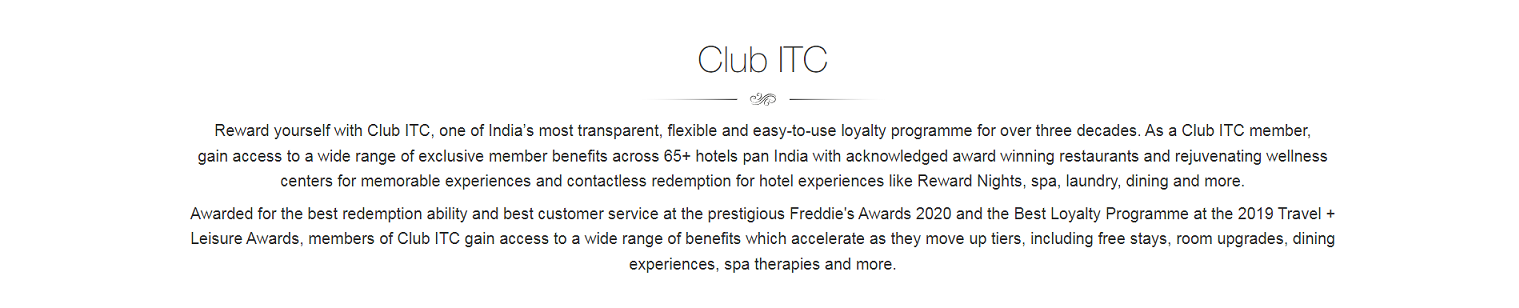 Club ITC
Reward yourself with Club ITC, one of India’s most transparent, flexible and easy-to-use loyalty programme for over three decades. As a Club ITC member,
gain access to a wide range of exclusive member benefits across 65+ hotels pan India with acknowledged award winning restaurants and rejuvenating wellness
centers for memorable experiences and contactless redemption for hotel experiences like Reward Nights, spa, laundry, dining and more.
Awarded for the best redemption ability and best customer service at the prestigious Freddie's Awards 2020 and the Best Loyalty Programme at the 2019 Travel +
Leisure Awards, members of Club ITC gain access to a wide range of benefits which accelerate as they move up tiers, including free stays, room upgrades, dining
experiences, spa therapies and more.